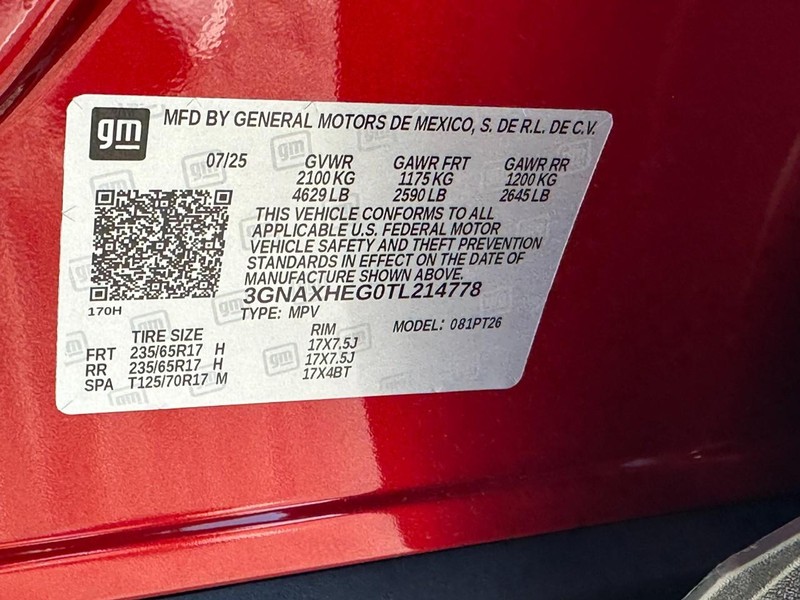 gm
MFD BY GENERAL MOTORS DE MEXICO, S. DE R.L. DE C.V.
07/25 GVWR GAWR FRT GAWR RR
2100 KG 1175 KG 1200 KG
4629 LB 2590 LB 2645 LB
THIS VEHICLE CONFORMS TO ALL
APPLICABLE U.S. FEDERAL MOTOR
VEHICLE SAFETY AND THEFT PREVENTION
STANDARDS IN EFFECT ON THE DATE OF
MANUFACTURE SHOWN ABOVE.
3GNAXHEG0TL214778
170H
TYPE: MPV MODEL: 081PT26
TIRE SIZE RIM
FRT 235/65R17 H 17X7.5J
RR 235/65R17 H 17X7.5J
SPA T125/70R17 M 17X4BT